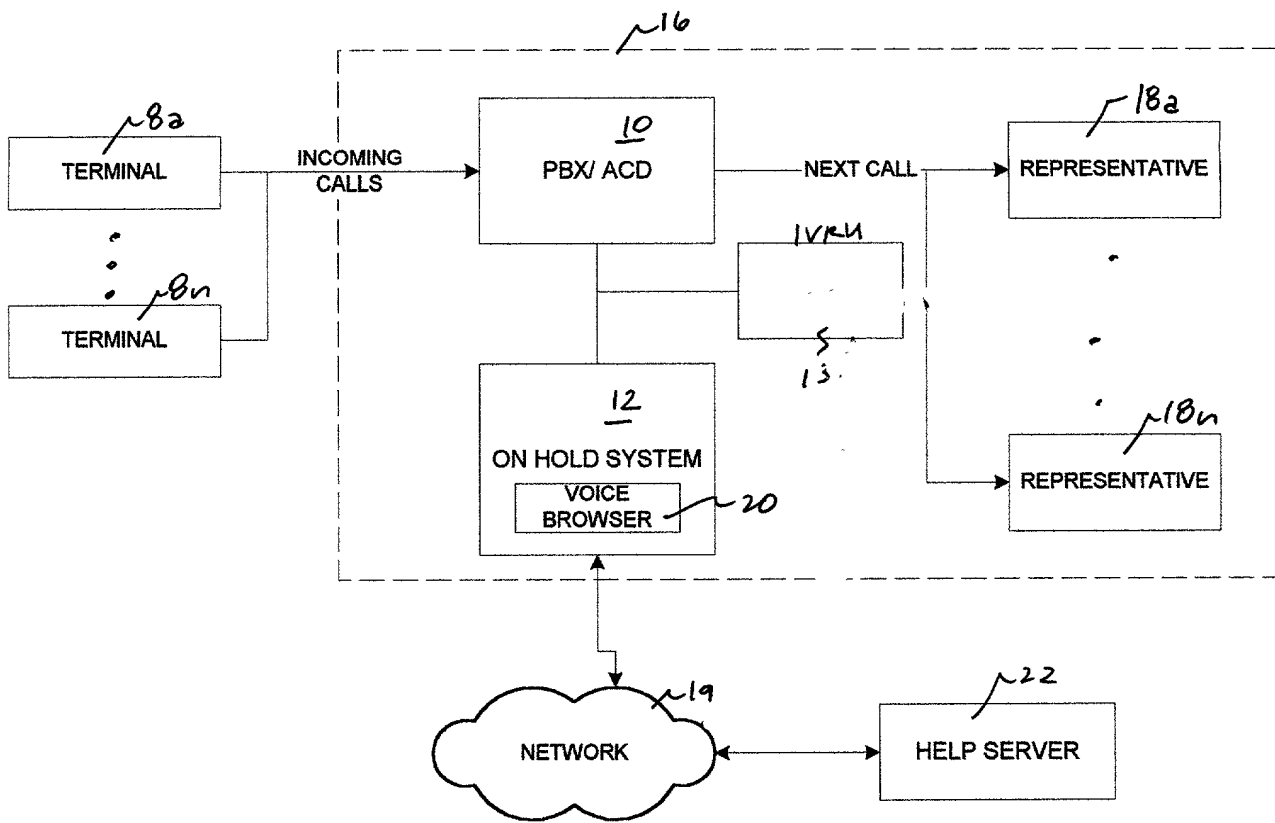 16
8a
TERMINAL
8n
TERMINAL
INCOMING
CALLS
10
PBX/ ACD
NEXT CALL
18a
REPRESENTATIVE
IVRU
13
12
ON HOLD SYSTEM
VOICE
BROWSER
20
18n
REPRESENTATIVE
19
NETWORK
22
HELP SERVER